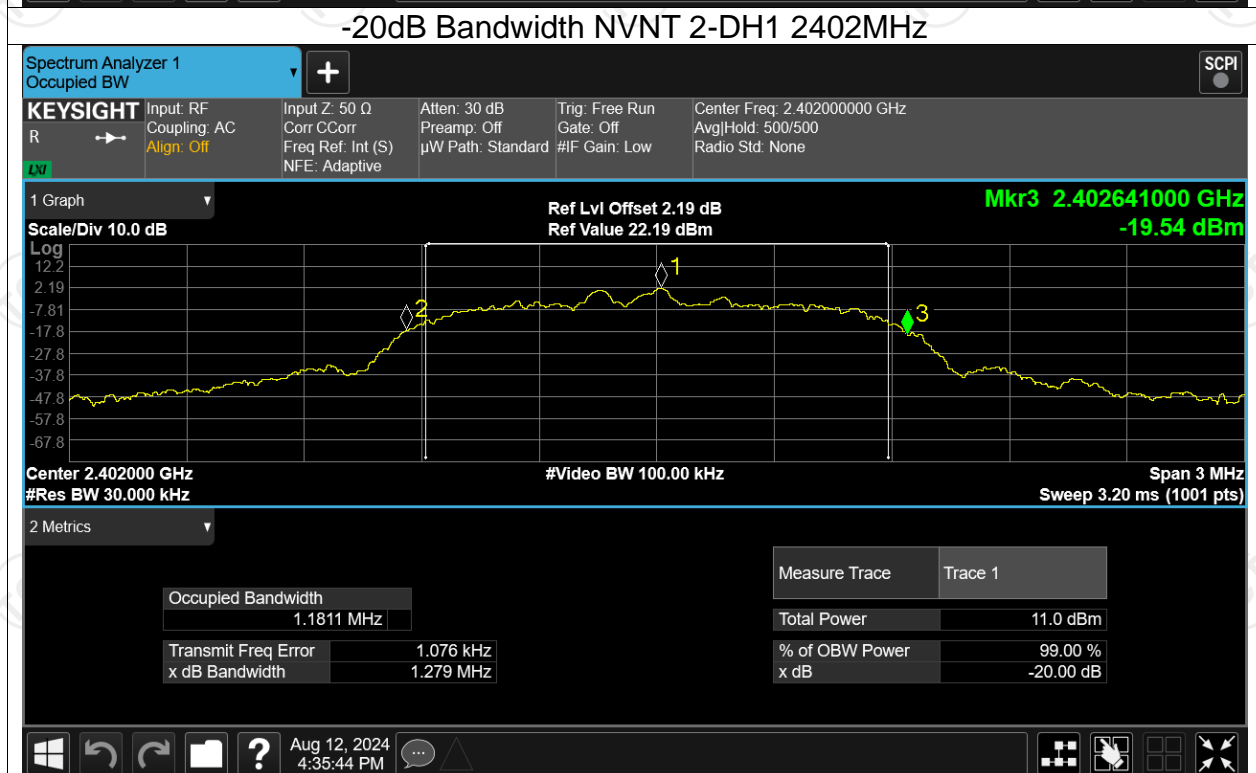 -20dB Bandwidth NVNT 2-DH1 2402MHz
Spectrum Analyzer 1
Occupied BW
SCPI
KEYSIGHT Input: RF Input Z: 50 Ω Atten: 30 dB Trig: Free Run Center Freq: 2.402000000 GHz
R Coupling: AC Corr CCorr Preamp: Off Gate: Off Avg|Hold: 500/500
Align: Off Freq Ref: Int (S) µW Path: Standard #IF Gain: Low Radio Std: None
LXI NFE: Adaptive
1 Graph Ref Lvl Offset 2.19 dB Mkr3 2.402641000 GHz
Scale/Div 10.0 dB Ref Value 22.19 dBm -19.54 dBm
Log
12.2
2.19
-7.81
-17.8
-27.8
-37.8
-47.8
-57.8
-67.8
1
2
3
Center 2.402000 GHz #Video BW 100.00 kHz Span 3 MHz
#Res BW 30.000 kHz Sweep 3.20 ms (1001 pts)
2 Metrics
Measure Trace Trace 1
Occupied Bandwidth
1.1811 MHz Total Power 11.0 dBm
Transmit Freq Error 1.076 kHz % of OBW Power 99.00 %
x dB Bandwidth 1.279 MHz x dB -20.00 dB
Aug 12, 2024
4:35:44 PM